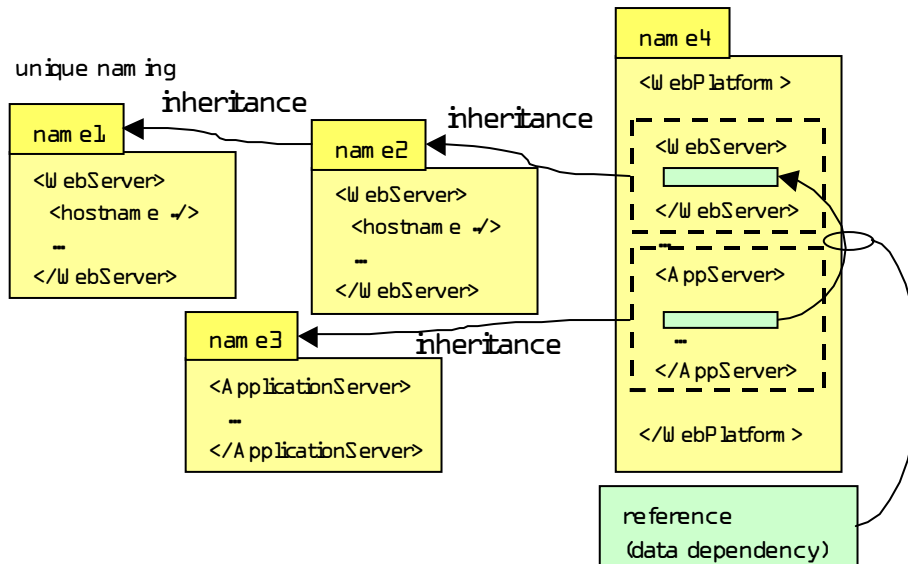 unique naming
inheritance
name1
<WebServer>
<hostname ../>
...
</WebServer>
inheritance
name2
<WebServer>
<hostname ../>
...
</WebServer>
name3
inheritance
<ApplicationServer>
...
</ApplicationServer>
name4
<WebPlatform>
<WebServer>
</WebServer>
...
<AppServer>
...
</AppServer>
</WebPlatform>
reference
(data dependency)